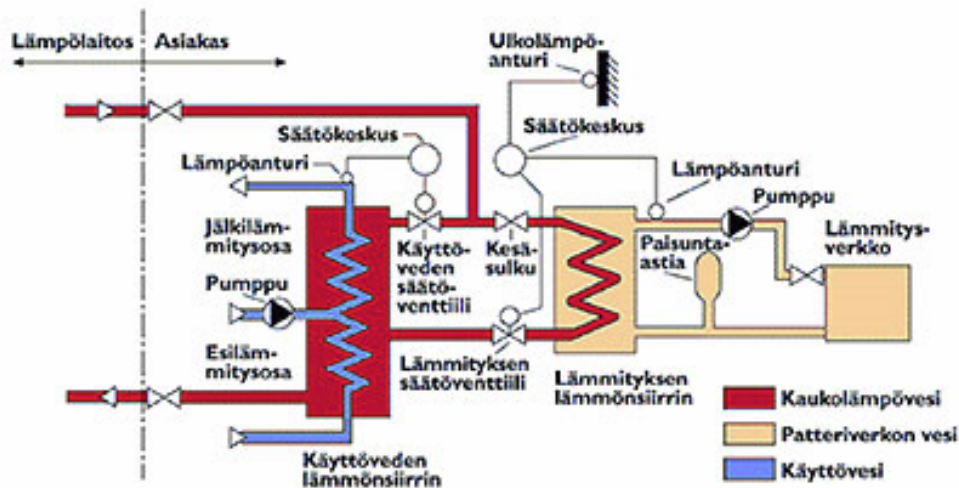 Lämpölaitos
Asiakas
Ulkolämpö-
anturi
Säätökeskus
Säätökeskus
Lämpöanturi
Lämpöanturi
Pumppu
Jälkiläm-
mitysosa
Käyttö-
veden
säätö-
venttiili
Kesä-
sulku
Paisunta-
astia
Lämmitys-
verkko
Pumppu
Esiläm-
mitysosa
Lämmityksen
säätöventtiili
Lämmityksen
lämmönsiirrin
Käyttöveden
lämmönsiirrin
Kaukolämpövesi
Patteriverkon vesi
Käyttövesi